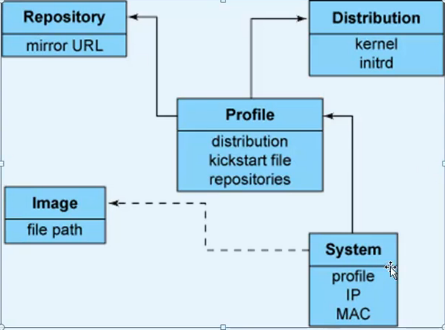 Repository
mirror URL
Distribution
kernel
initrd
Profile
distribution
kickstart file
repositories
Image
file path
System
profile
IP
MAC